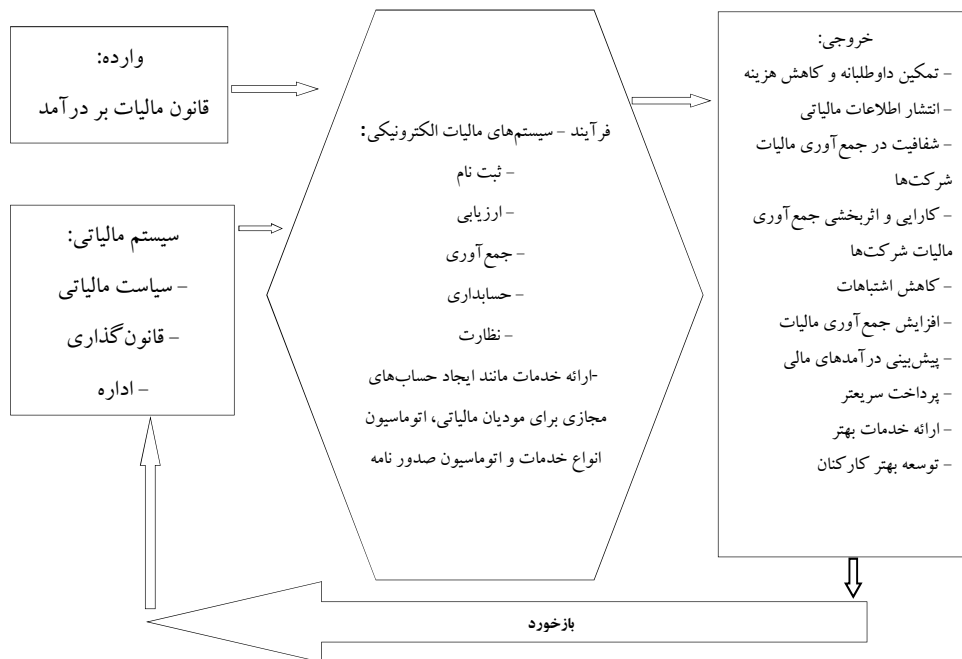 وارده:
قانون مالیات بر درآمد
سیستم مالیاتی:
– سیاست مالیاتی
– قانون‌گذاری
– اداره
فرآیند – سیستم‌های مالیات الکترونیکی:
– ثبت نام
– ارزیابی
– جمع‌آوری
– حسابداری
– نظارت
-ارائه خدمات مانند ایجاد حساب‌های
مجازی برای مودیان مالیاتی، اتوماسیون
انواع خدمات و اتوماسیون صدور نامه
خروجی:
– تمکین داوطلبانه و کاهش هزینه
– انتشار اطلاعات مالیاتی
– شفافیت در جمع‌آوری مالیات
شرکت‌ها
– کارایی و اثربخشی جمع‌آوری
مالیات شرکت‌ها
– کاهش اشتباهات
– افزایش جمع‌آوری مالیات
– پیش‌بینی درآمدهای مالی
– پرداخت سریعتر
– ارائه خدمات بهتر
– توسعه بهتر کارکنان
بازخورد